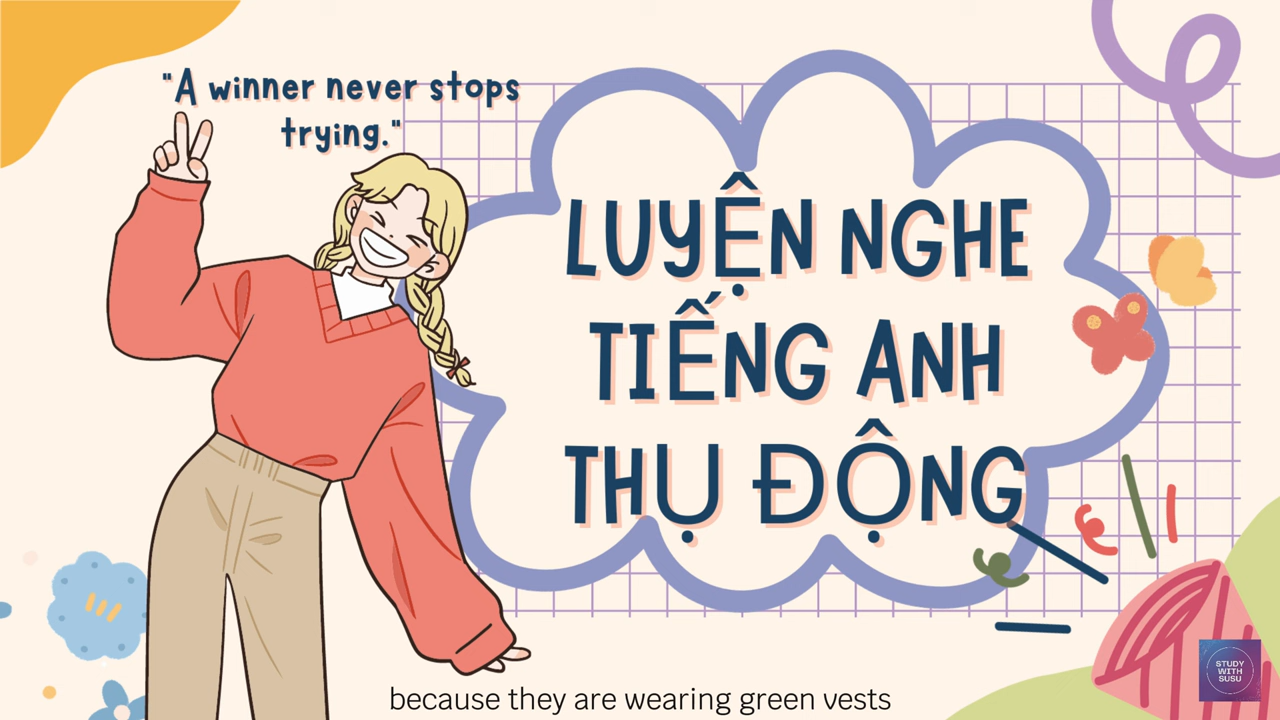 "A winner never stops
trying."
LUYỆN NGHE
TIẾNG ANH
THỤ ĐỘNG
STUDY
WITH
SUSU
because they are wearing green vests